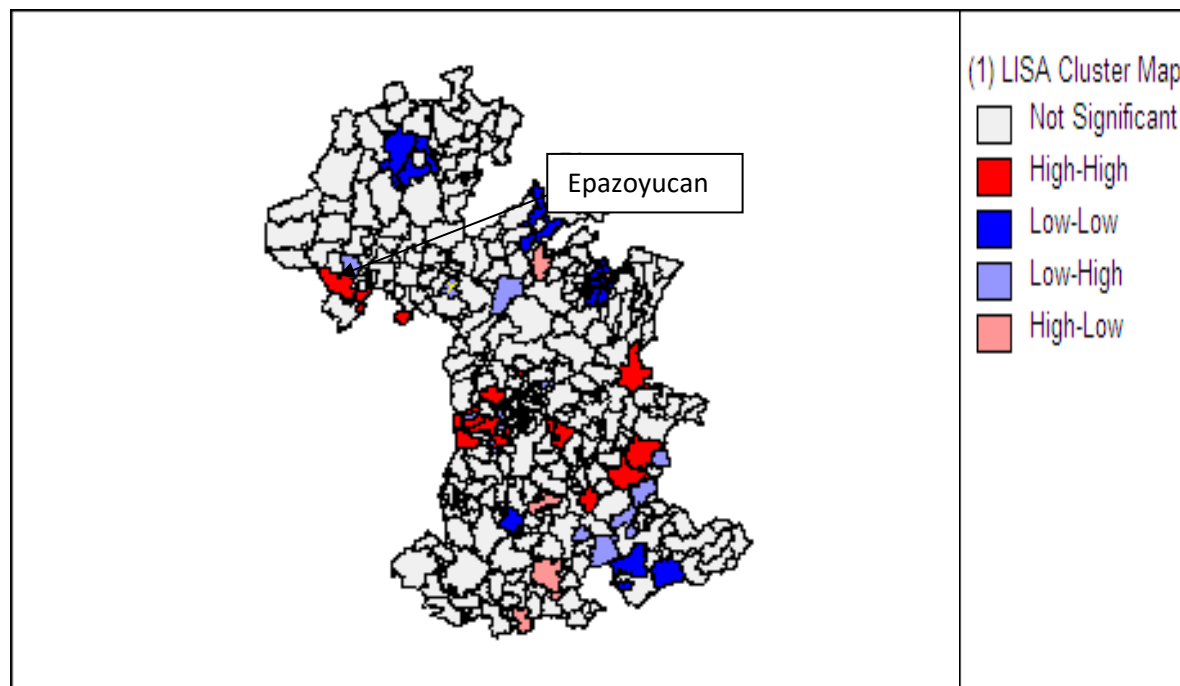 Epazoyucan
(1) LISA Cluster Map
Not Significant
High-High
Low-Low
Low-High
High-Low